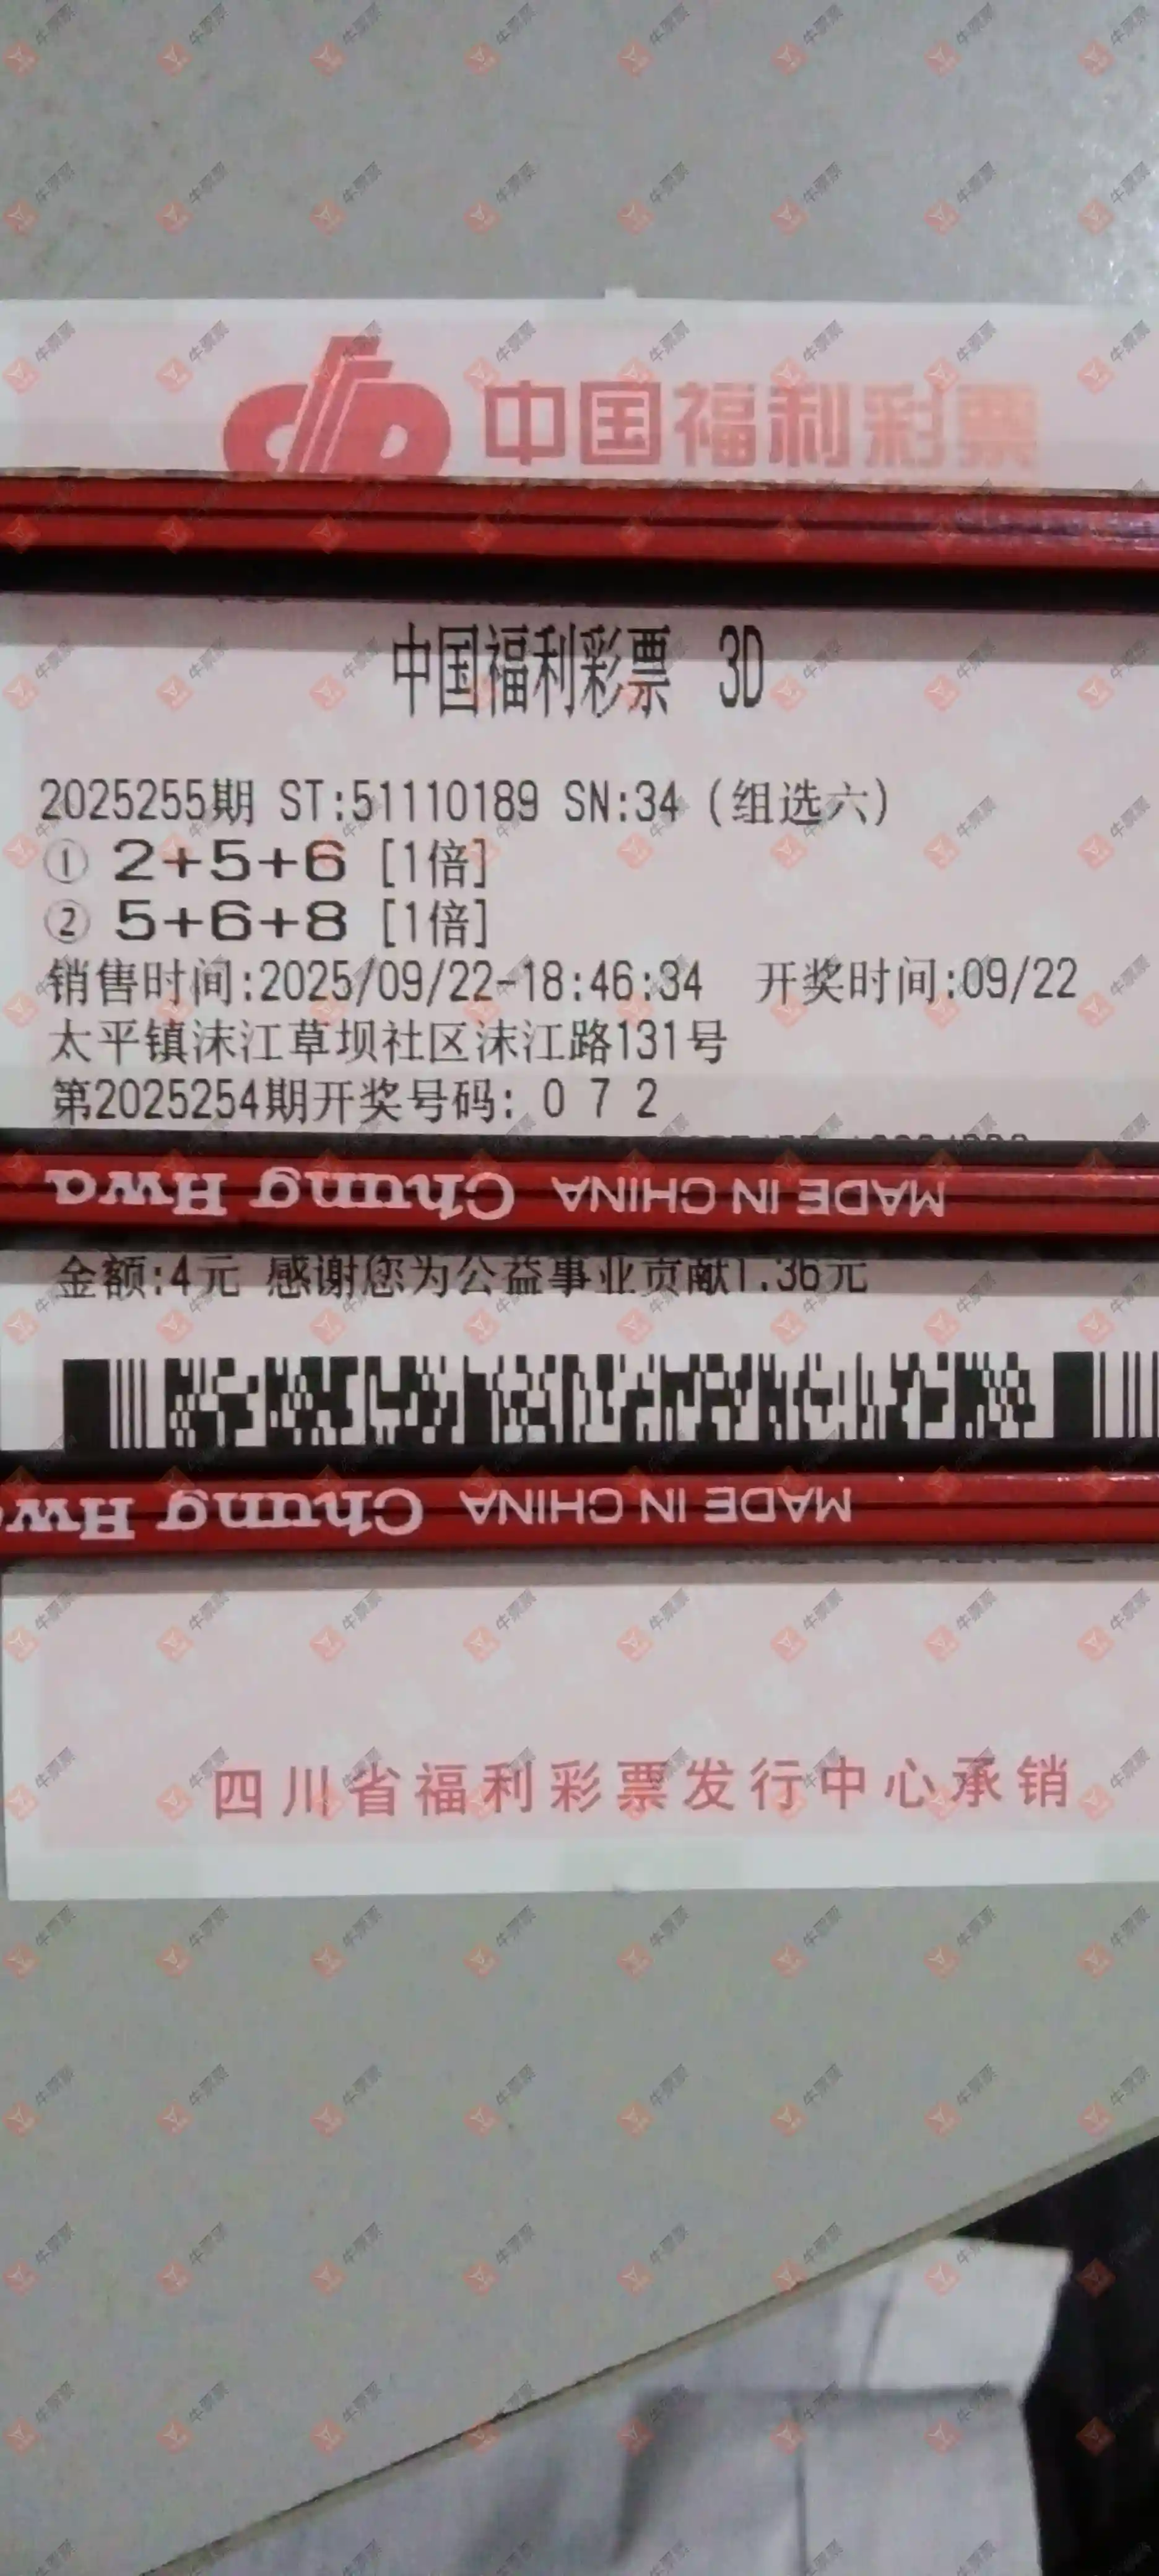 中国福利彩票
中国福利彩票 3D
2025255期 ST:51110189 SN:34 (组选六)
① 2+5+6 [1倍]
② 5+6+8 [1倍]
销售时间:2025/09/22-18:46:34 开奖时间:09/22
太平镇沫江草坝社区沫江路131号
第2025254期开奖号码: 0 7 2
Chung Hwa MADE IN CHINA
金额:4元 感谢您为公益事业贡献1.36元
Chung Hwa MADE IN CHINA
四川省福利彩票发行中心承销
牛票票